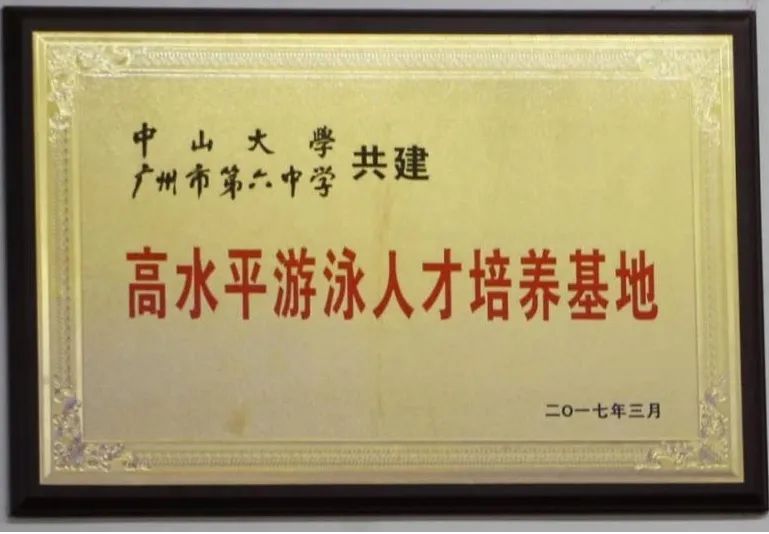 中山大學
广州市第六中学
共建
高水平游泳人才培养基地
二〇一七年三月